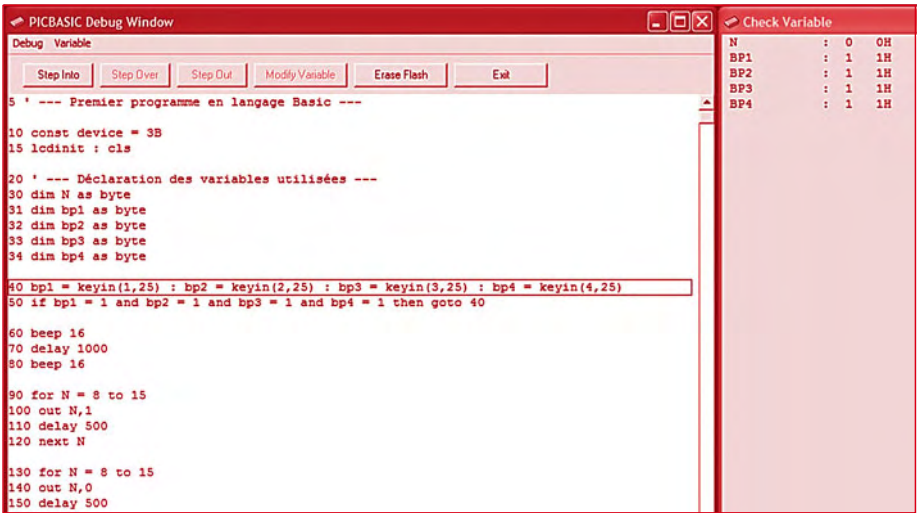 PICBASIC Debug Window
Debug Variable
Step Into Step Over Step Out Modify Variable Erase Flash Exit
5 ' --- Premier programme en langage Basic ---
10 const device = 3B
15 lcdinit : cls
20 ' --- Déclaration des variables utilisées ---
30 dim N as byte
31 dim bp1 as byte
32 dim bp2 as byte
33 dim bp3 as byte
34 dim bp4 as byte
40 bp1 = keyin(1,25) : bp2 = keyin(2,25) : bp3 = keyin(3,25) : bp4 = keyin(4,25)
50 if bp1 = 1 and bp2 = 1 and bp3 = 1 and bp4 = 1 then goto 40
60 beep 16
70 delay 1000
80 beep 16
90 for N = 8 to 15
100 out N,1
110 delay 500
120 next N
130 for N = 8 to 15
140 out N,0
150 delay 500
Check Variable
N : 0 0H
BP1 : 1 1H
BP2 : 1 1H
BP3 : 1 1H
BP4 : 1 1H